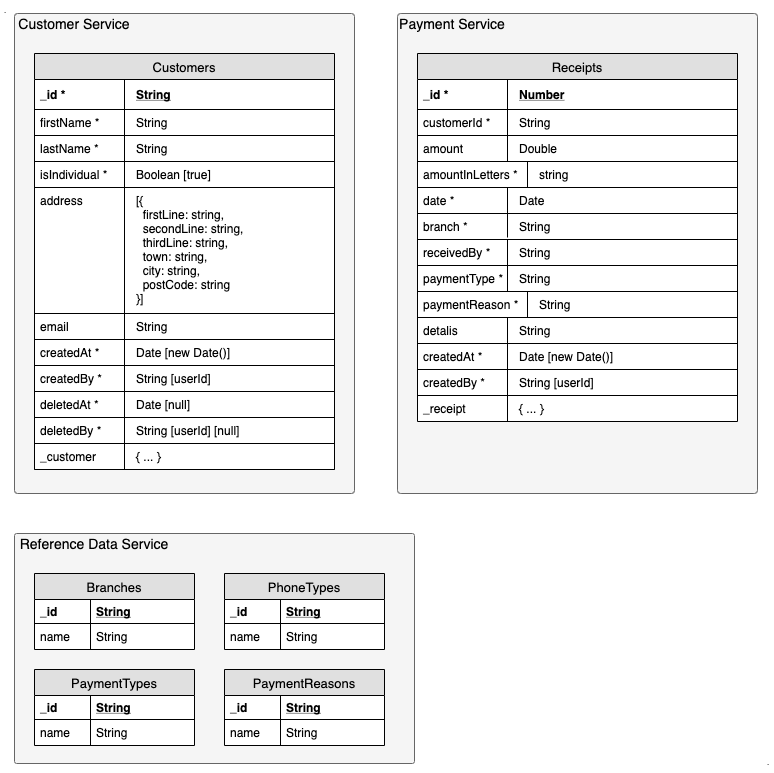 Customer Service
Customers
_id * String
firstName * String
lastName * String
isIndividual * Boolean [true]
address [{
firstLine: string,
secondLine: string,
thirdLine: string,
town: string,
city: string,
postCode: string
}]
email String
createdAt * Date [new Date()]
createdBy * String [userId]
deletedAt * Date [null]
deletedBy * String [userId] [null]
_customer { ... }
Payment Service
Receipts
_id * Number
customerId * String
amount Double
amountInLetters * string
date * Date
branch * String
receivedBy * String
paymentType * String
paymentReason * String
detalis String
createdAt * Date [new Date()]
createdBy * String [userId]
_receipt { ... }
Reference Data Service
Branches
_id String
name String
PhoneTypes
_id String
name String
PaymentTypes
_id String
name String
PaymentReasons
_id String
name String